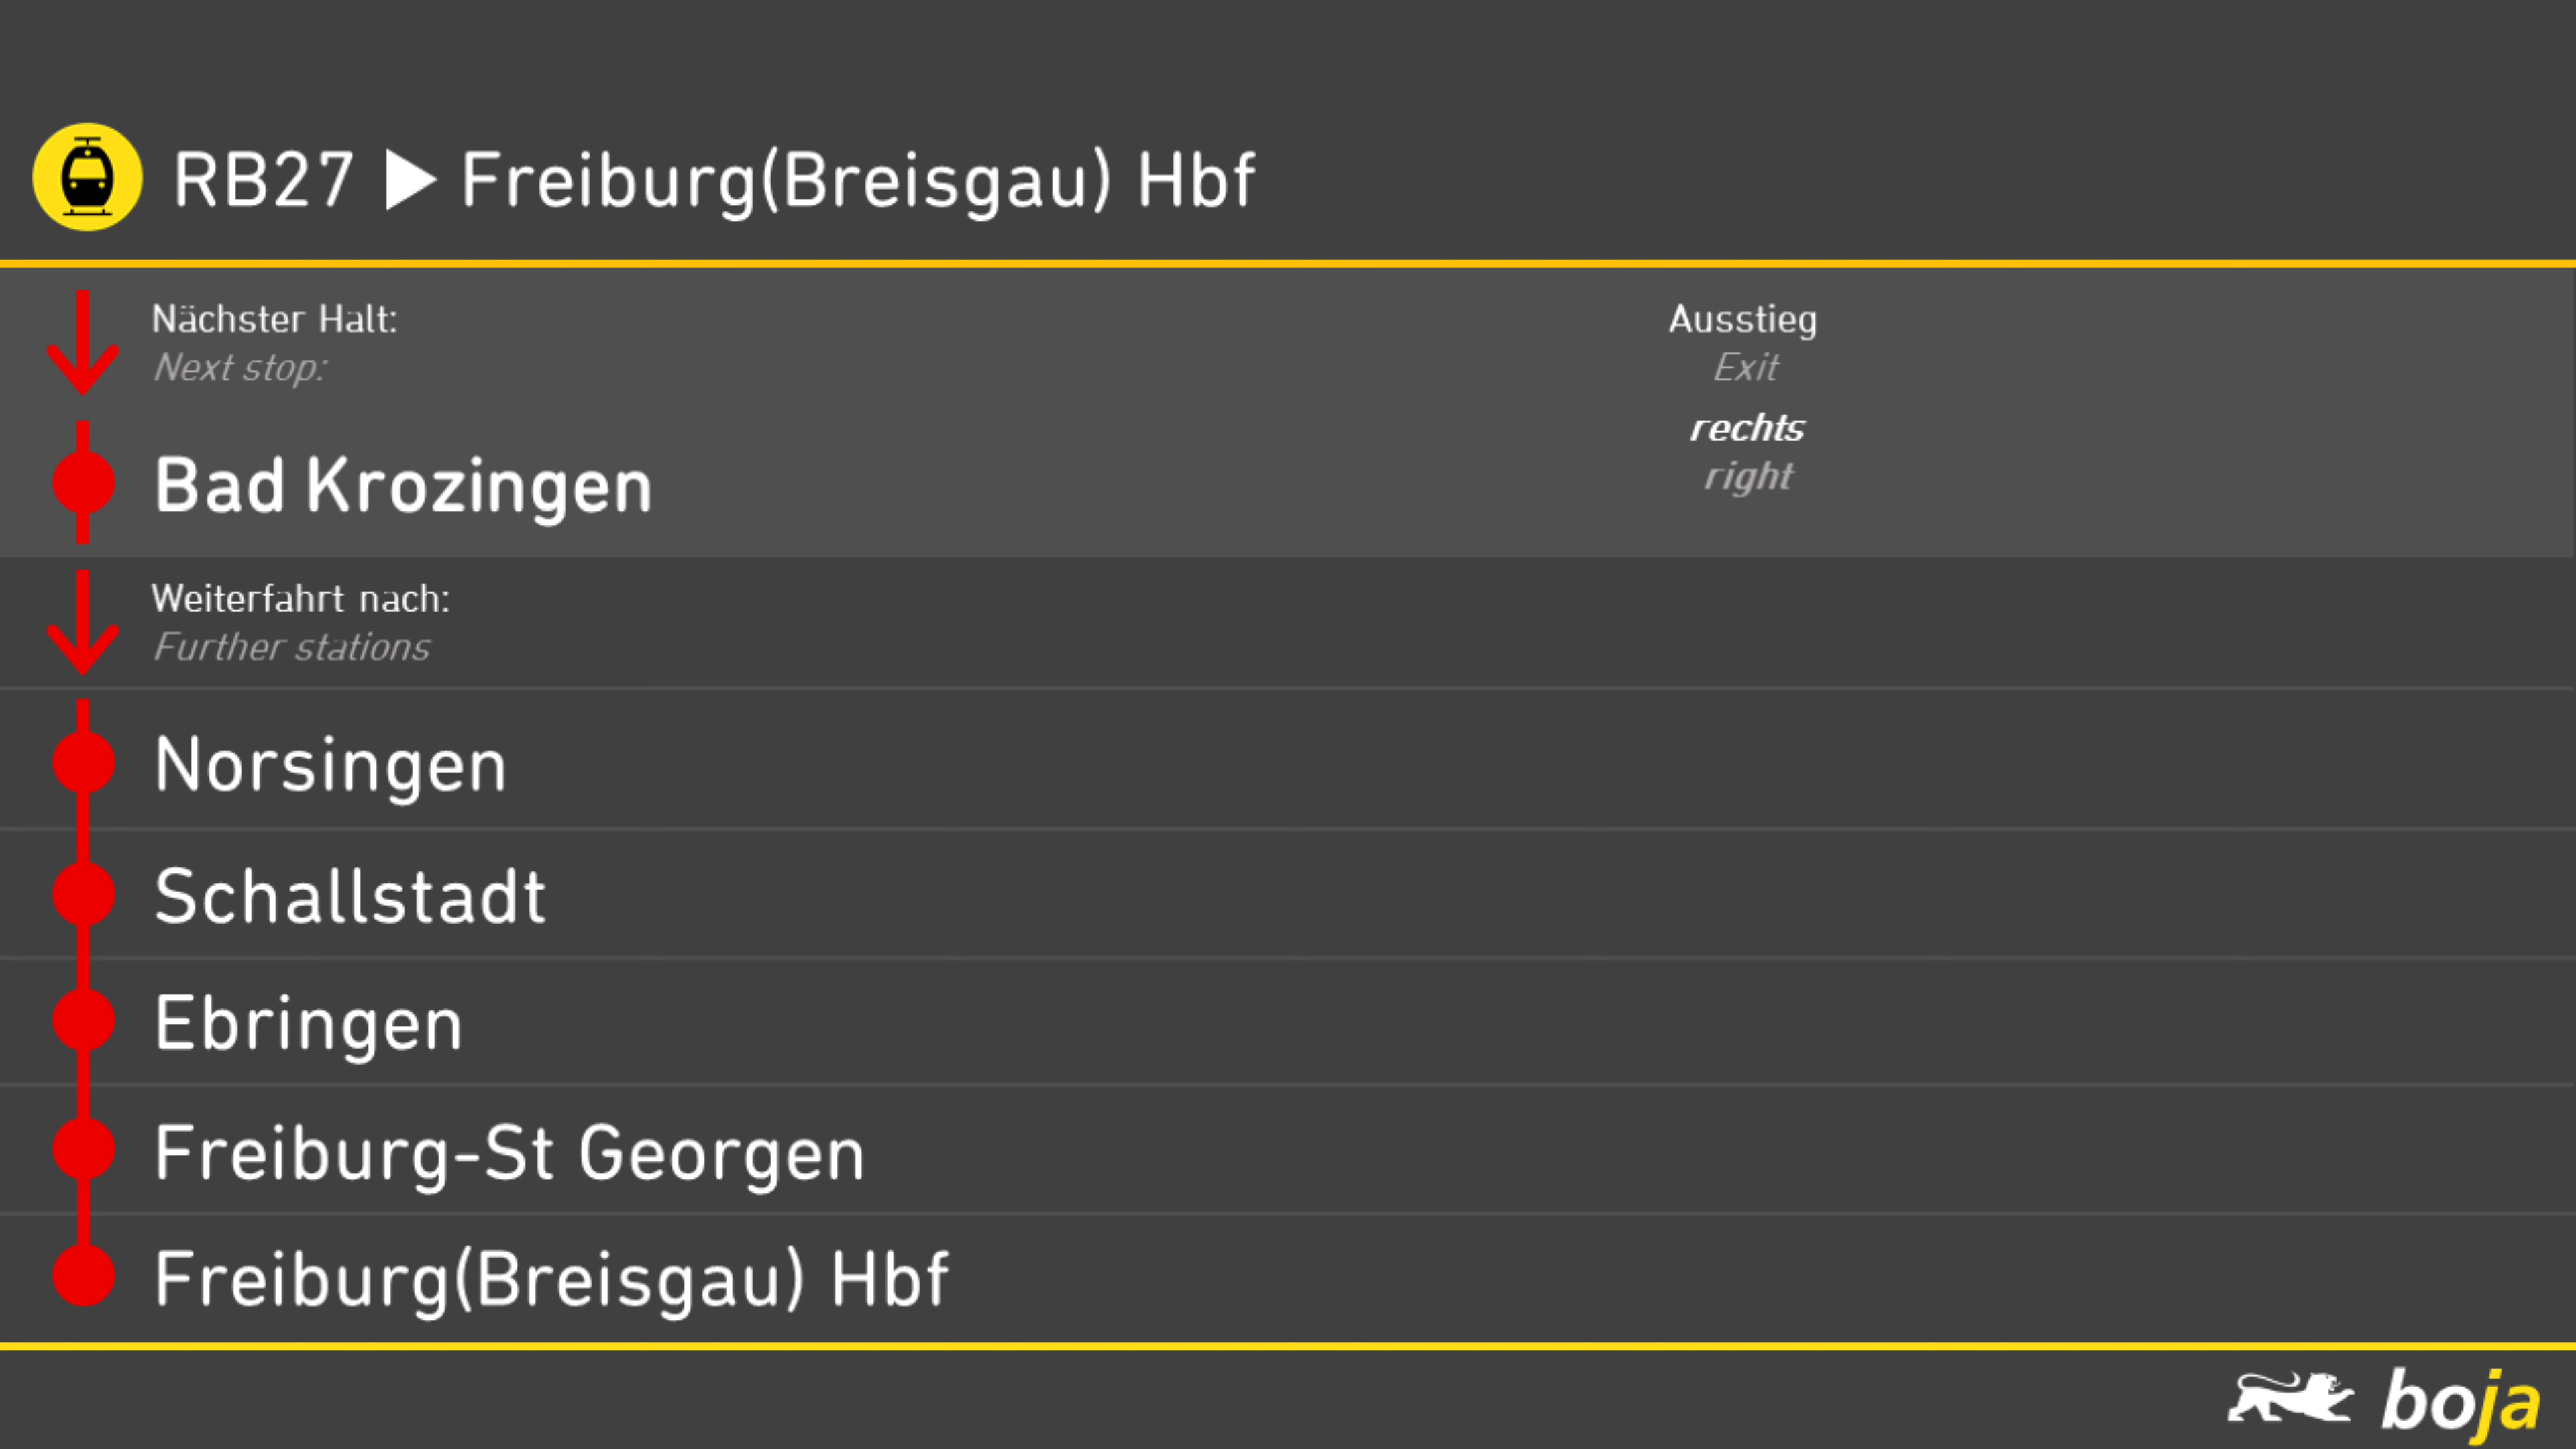 RB27 ▶ Freiburg(Breisgau) Hbf
Nächster Halt:
Next stop:
Bad Krozingen
Ausstieg
Exit
rechts
right
Weiterfahrt nach:
Further stations
Norsingen
Schallstadt
Ebringen
Freiburg-St Georgen
Freiburg(Breisgau) Hbf
boja